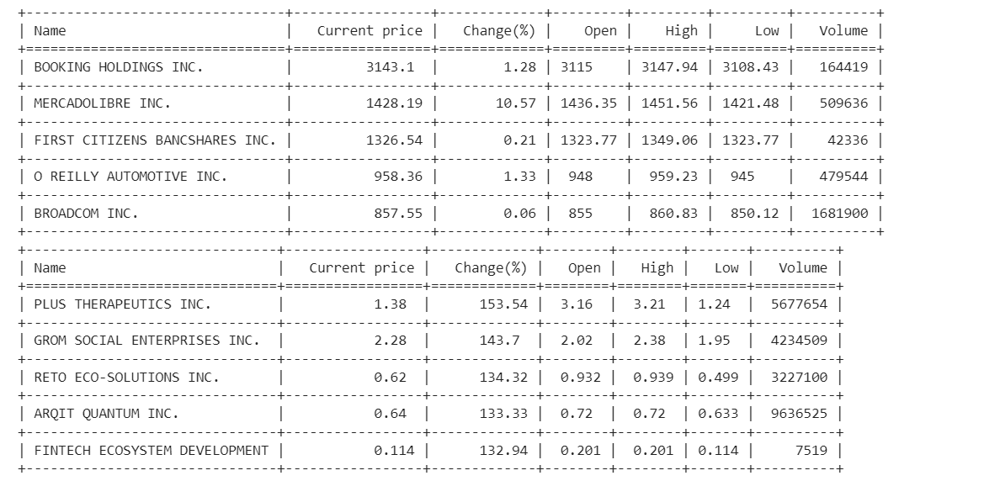 +--------------------------------+-----------------+-------------+---------+---------+---------+----------+
| Name                           |   Current price |   Change(%) |    Open |    High |     Low |   Volume |
+================================+=================+=============+=========+=========+=========+==========+
| BOOKING HOLDINGS INC.          |         3143.1  |        1.28 | 3115    | 3147.94 | 3108.43 |   164419 |
+--------------------------------+-----------------+-------------+---------+---------+---------+----------+
| MERCADOLIBRE INC.              |         1428.19 |       10.57 | 1436.35 | 1451.56 | 1421.48 |   509636 |
+--------------------------------+-----------------+-------------+---------+---------+---------+----------+
| FIRST CITIZENS BANCSHARES INC. |         1326.54 |        0.21 | 1323.77 | 1349.06 | 1323.77 |    42336 |
+--------------------------------+-----------------+-------------+---------+---------+---------+----------+
| O REILLY AUTOMOTIVE INC.       |          958.36 |        1.33 |  948    |  959.23 |  945    |   479544 |
+--------------------------------+-----------------+-------------+---------+---------+---------+----------+
| BROADCOM INC.                  |          857.55 |        0.06 |  855    |  860.83 |  850.12 |  1681900 |
+--------------------------------+-----------------+-------------+---------+---------+---------+----------+
+-------------------------------+-----------------+-------------+--------+--------+-------+----------+
| Name                          |   Current price |   Change(%) |   Open |   High |   Low |   Volume |
+===============================+=================+=============+========+========+=======+==========+
| PLUS THERAPEUTICS INC.        |           1.38  |      153.54 |  3.16  |  3.21  | 1.24  |  5677654 |
+-------------------------------+-----------------+-------------+--------+--------+-------+----------+
| GROM SOCIAL ENTERPRISES INC.  |           2.28  |      143.7  |  2.02  |  2.38  | 1.95  |  4234509 |
+-------------------------------+-----------------+-------------+--------+--------+-------+----------+
| RETO ECO-SOLUTIONS INC.       |           0.62  |      134.32 |  0.932 |  0.939 | 0.499 |  3227100 |
+-------------------------------+-----------------+-------------+--------+--------+-------+----------+
| ARQIT QUANTUM INC.            |           0.64  |      133.33 |  0.72  |  0.72  | 0.633 |  9636525 |
+-------------------------------+-----------------+-------------+--------+--------+-------+----------+
| FINTECH ECOSYSTEM DEVELOPMENT |           0.114 |      132.94 |  0.201 |  0.201 | 0.114 |     7519 |
+-------------------------------+-----------------+-------------+--------+--------+-------+----------+